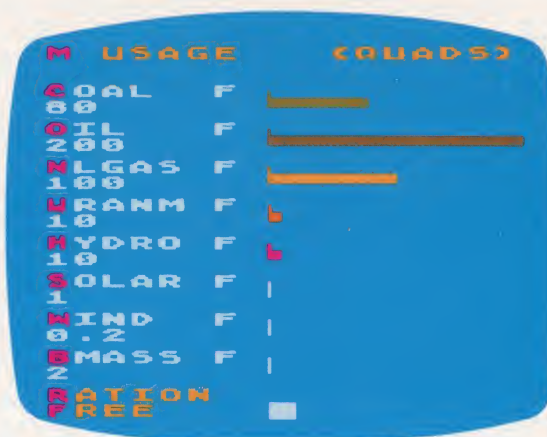 M USAGE (QUADS)
COAL F
80
OIL F
200
NLGAS F
100
URANM F
10
HYDRO F
10
SOLAR F
1
WIND F
0.2
BMASS F
2
RATION
FREE